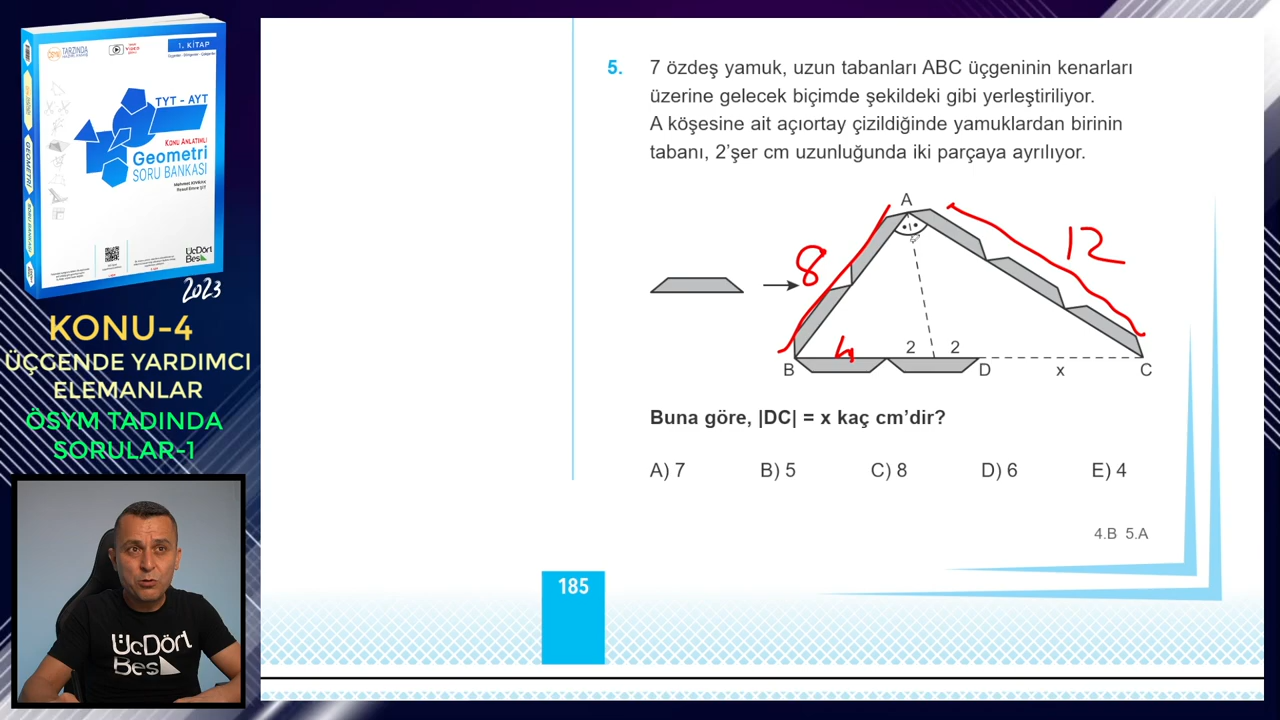 TARZINDA
1. KİTAP
TYT - AYT
KONU ANLATIMLI
Geometri
SORU BANKASI
GEOMETRİ
ÜçDört
Beş
2023
KONU-4
ÜÇGENDE YARDIMCI
ELEMANLAR
ÖSYM TADINDA
SORULAR-1
ÜçDört
Beş
5. 7 özdeş yamuk, uzun tabanları ABC üçgeninin kenarları
üzerine gelecek biçimde şekildeki gibi yerleştiriliyor.
A köşesine ait açıortay çizildiğinde yamuklardan birinin
tabanı, 2'şer cm uzunluğunda iki parçaya ayrılıyor.
A
8
12
4
2 2
B D x C
Buna göre, |DC| = x kaç cm'dir?
A) 7 B) 5 C) 8 D) 6 E) 4
4.B 5.A
185